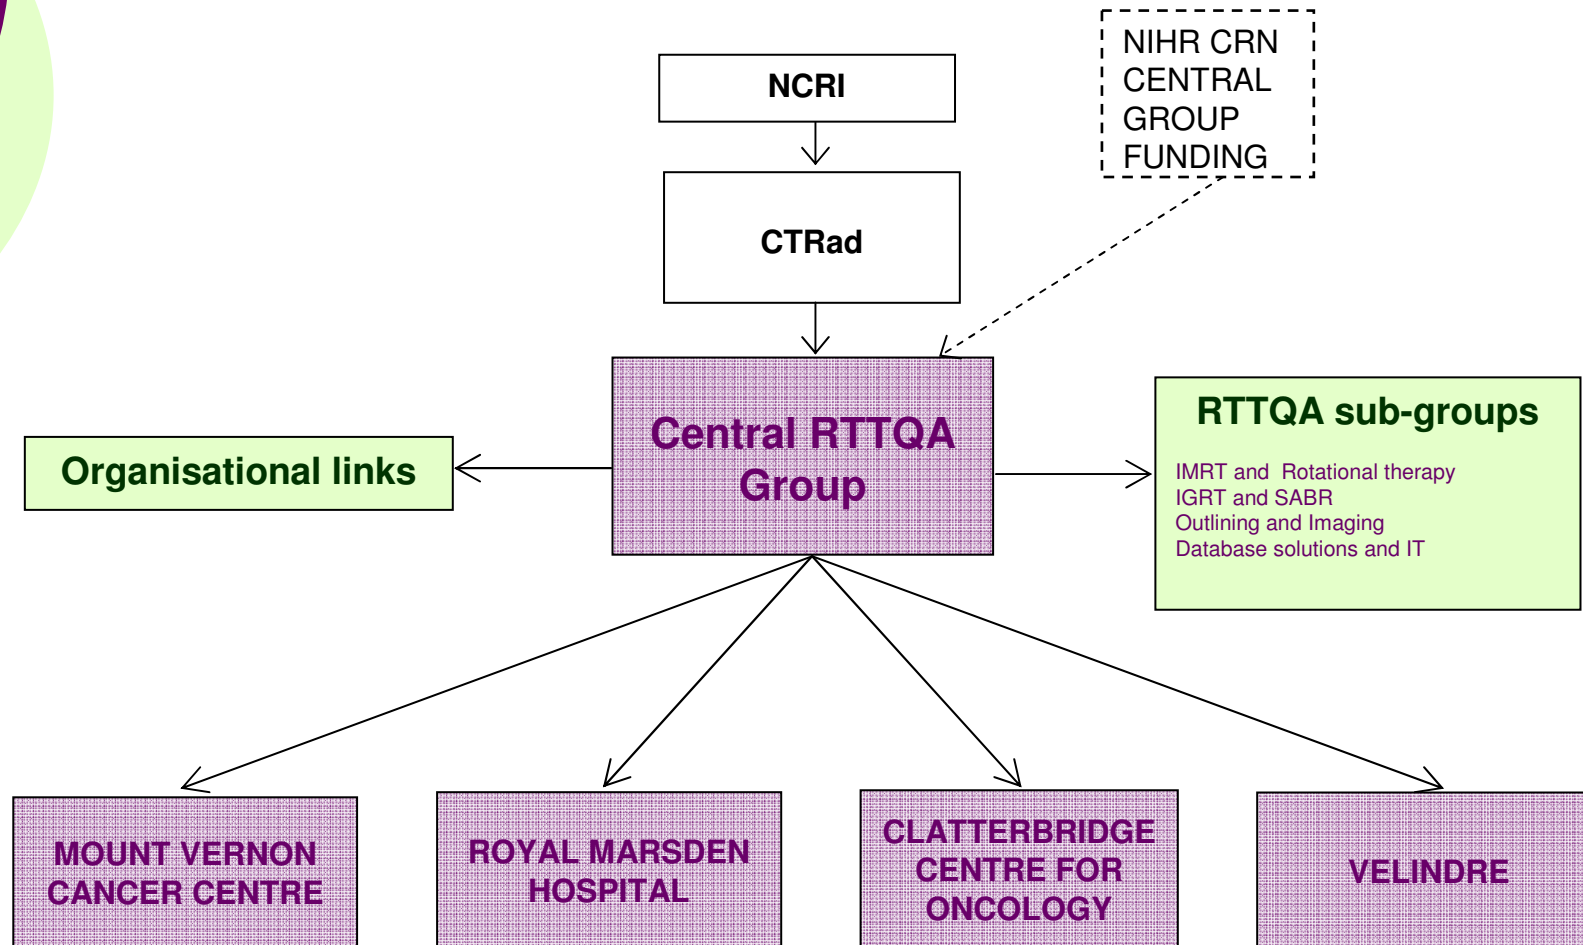 NCRI
NIHR CRN
CENTRAL
GROUP
FUNDING
CTRad
Central RTTQA
Group
Organisational links
RTTQA sub-groups
IMRT and Rotational therapy
IGRT and SABR
Outlining and Imaging
Database solutions and IT
MOUNT VERNON
CANCER CENTRE
ROYAL MARSDEN
HOSPITAL
CLATTERBRIDGE
CENTRE FOR
ONCOLOGY
VELINDRE